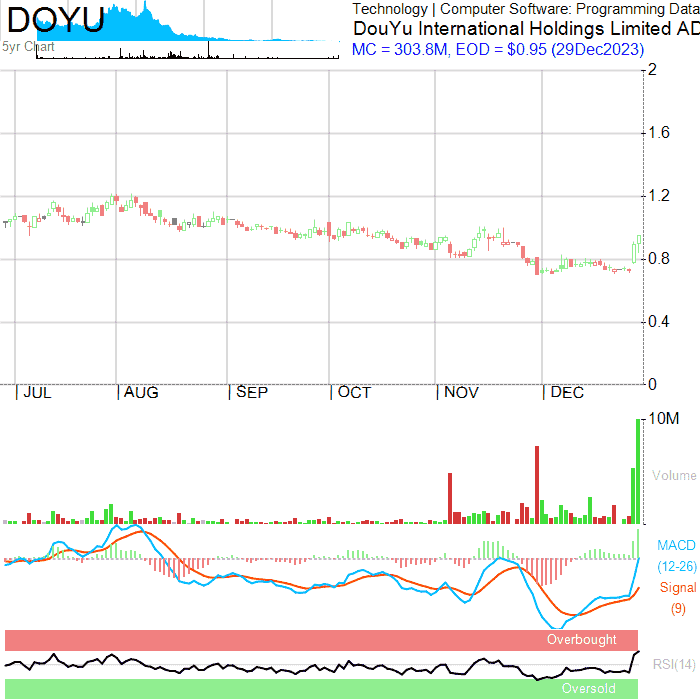 DOYU
5yr Chart
Technology | Computer Software: Programming Data
DouYu International Holdings Limited AD
MC = 303.8M, EOD = $0.95 (29Dec2023)
2
1.6
1.2
0.8
0.4
0
JUL AUG SEP OCT NOV DEC
10M
Volume
MACD
(12-26)
Signal
(9)
Overbought
RSI(14)
Oversold